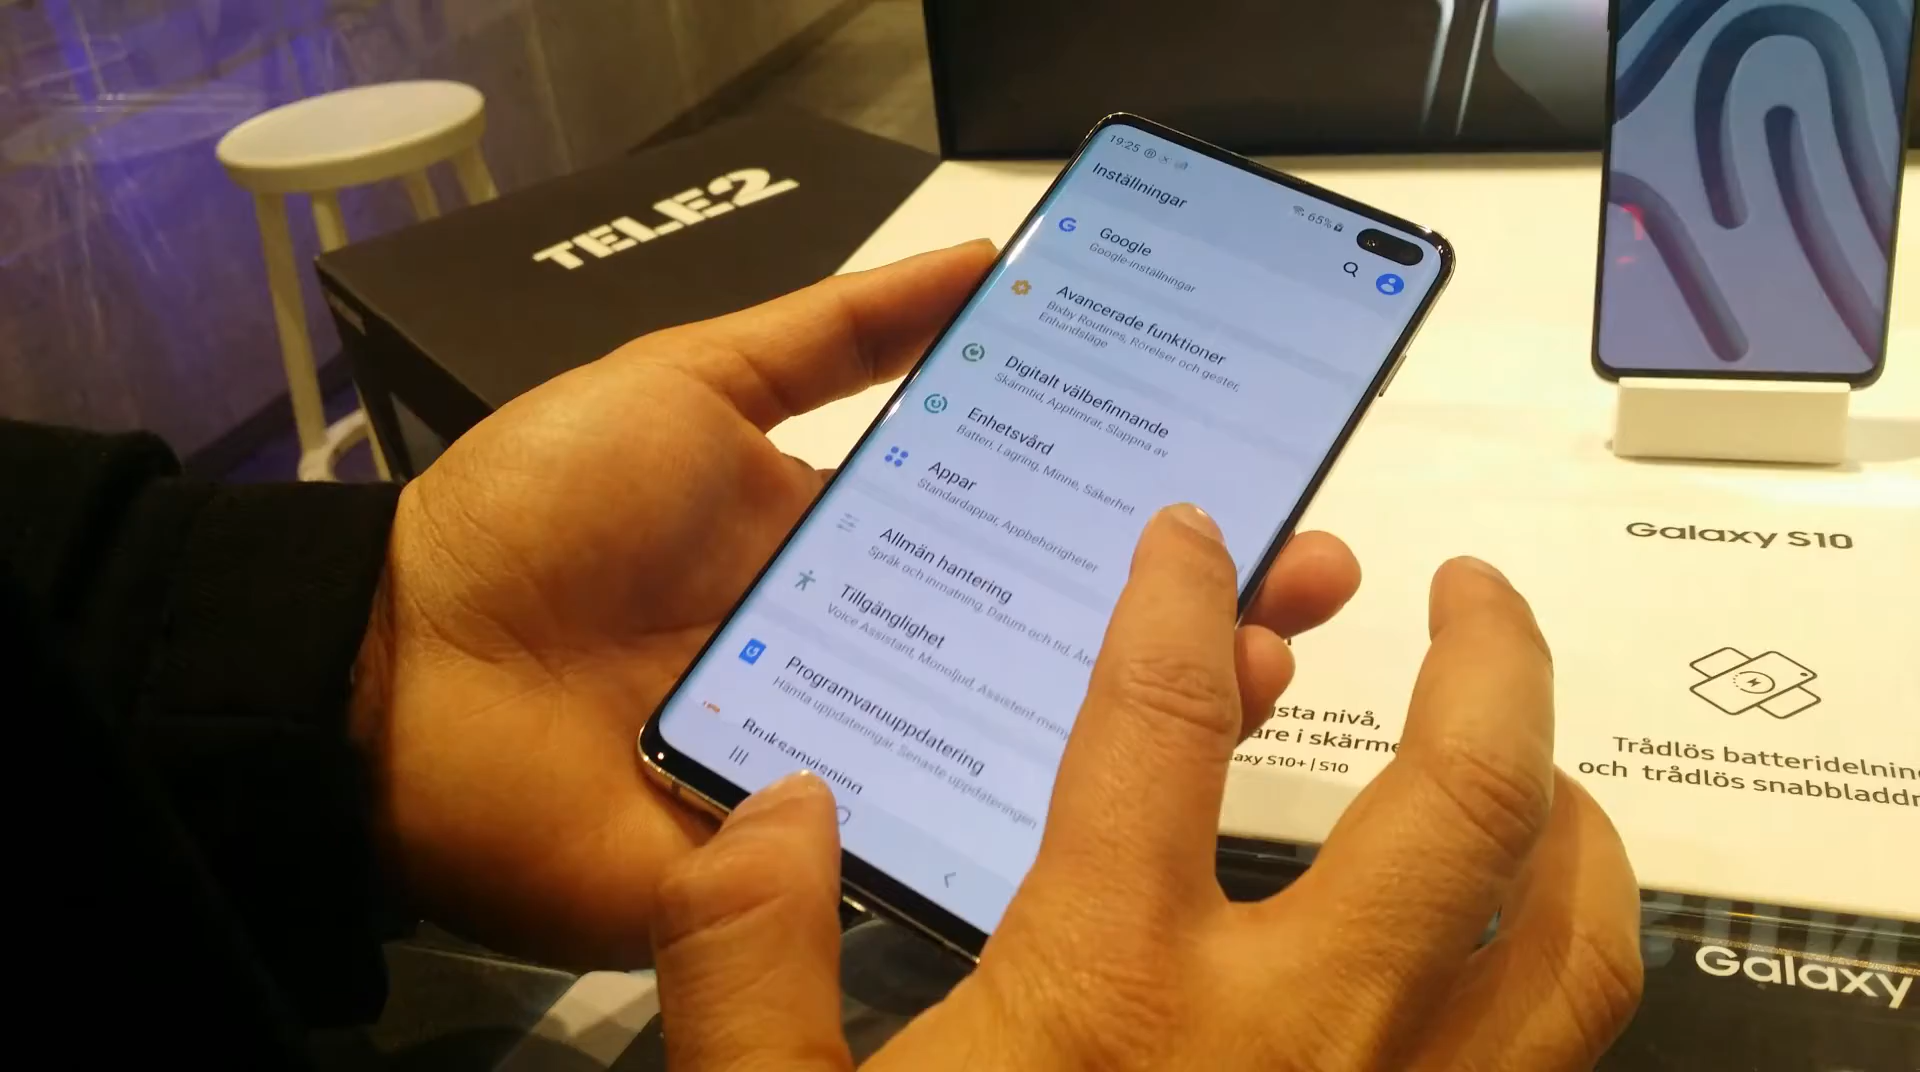 TELE2
19:25
65%
Inställningar
Google
Google-inställningar
Avancerade funktioner
Bixby Routines, Rörelser och gester,
Enhandsläge
Digitalt välbefinnande
Skärmtid, Apptimrar, Slappna av
Enhetsvård
Batteri, Lagring, Minne, Säkerhet
Appar
Standardappar, Appbehörigheter
Allmän hantering
Språk och inmatning, Datum och tid, Åte
Tillgänglighet
Voice Assistant, Monoljud, Assistent-meny
Programvaruuppdatering
Hämta uppdateringar, Senaste uppdateringen
Bruksanvisning
Galaxy S10
gsta nivå,
are i skärme
axy S10+ | S10
Trådlös batteridelning
och trådlös snabbladdn
Galaxy